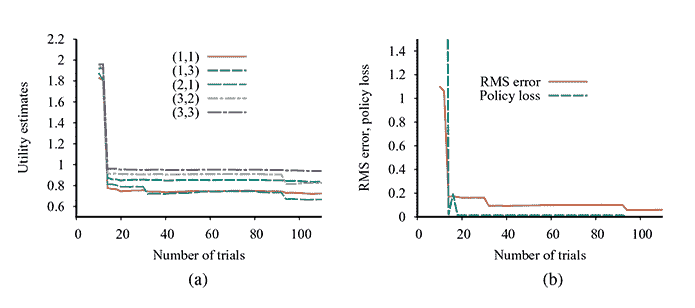 2.2
2
1.8
1.6
1.4
1.2
1
0.8
0.6
0 20 40 60 80 100
Utility estimates
Number of trials
(1,1)
(1,3)
(2,1)
(3,2)
(3,3)
(a)
1.4
1.2
1
0.8
0.6
0.4
0.2
0
0 20 40 60 80 100
RMS error, policy loss
Number of trials
RMS error
Policy loss
(b)